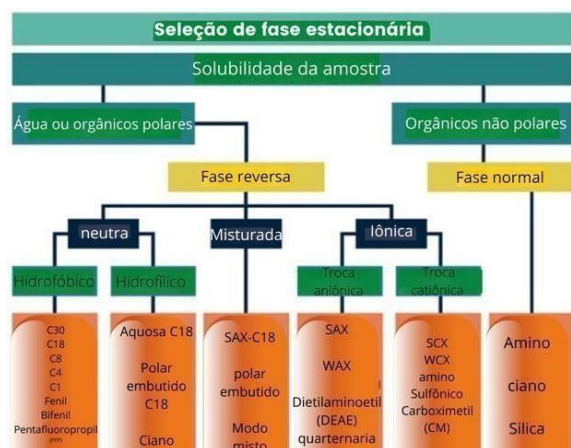 Seleção de fase estacionária
Solubilidade da amostra
Água ou orgânicos polares
Orgânicos não polares
Fase reversa
Fase normal
neutra
Misturada
Iônica
Hidrofóbico
Hidrofílico
Troca
aniônica
Troca
catiônica
C30
C18
C8
C4
C1
Fenil
Bifenil
Pentafluoropropil
(PFP)
Aquosa C18
Polar
embutido
C18
Ciano
SAX-C18
polar
embutido
Modo
misto
SAX
WAX
Dietilaminoetil
(DEAE)
quarternaria
SCX
WCX
amino
Sulfônico
Carboximetil
(CM)
Amino
ciano
Silica